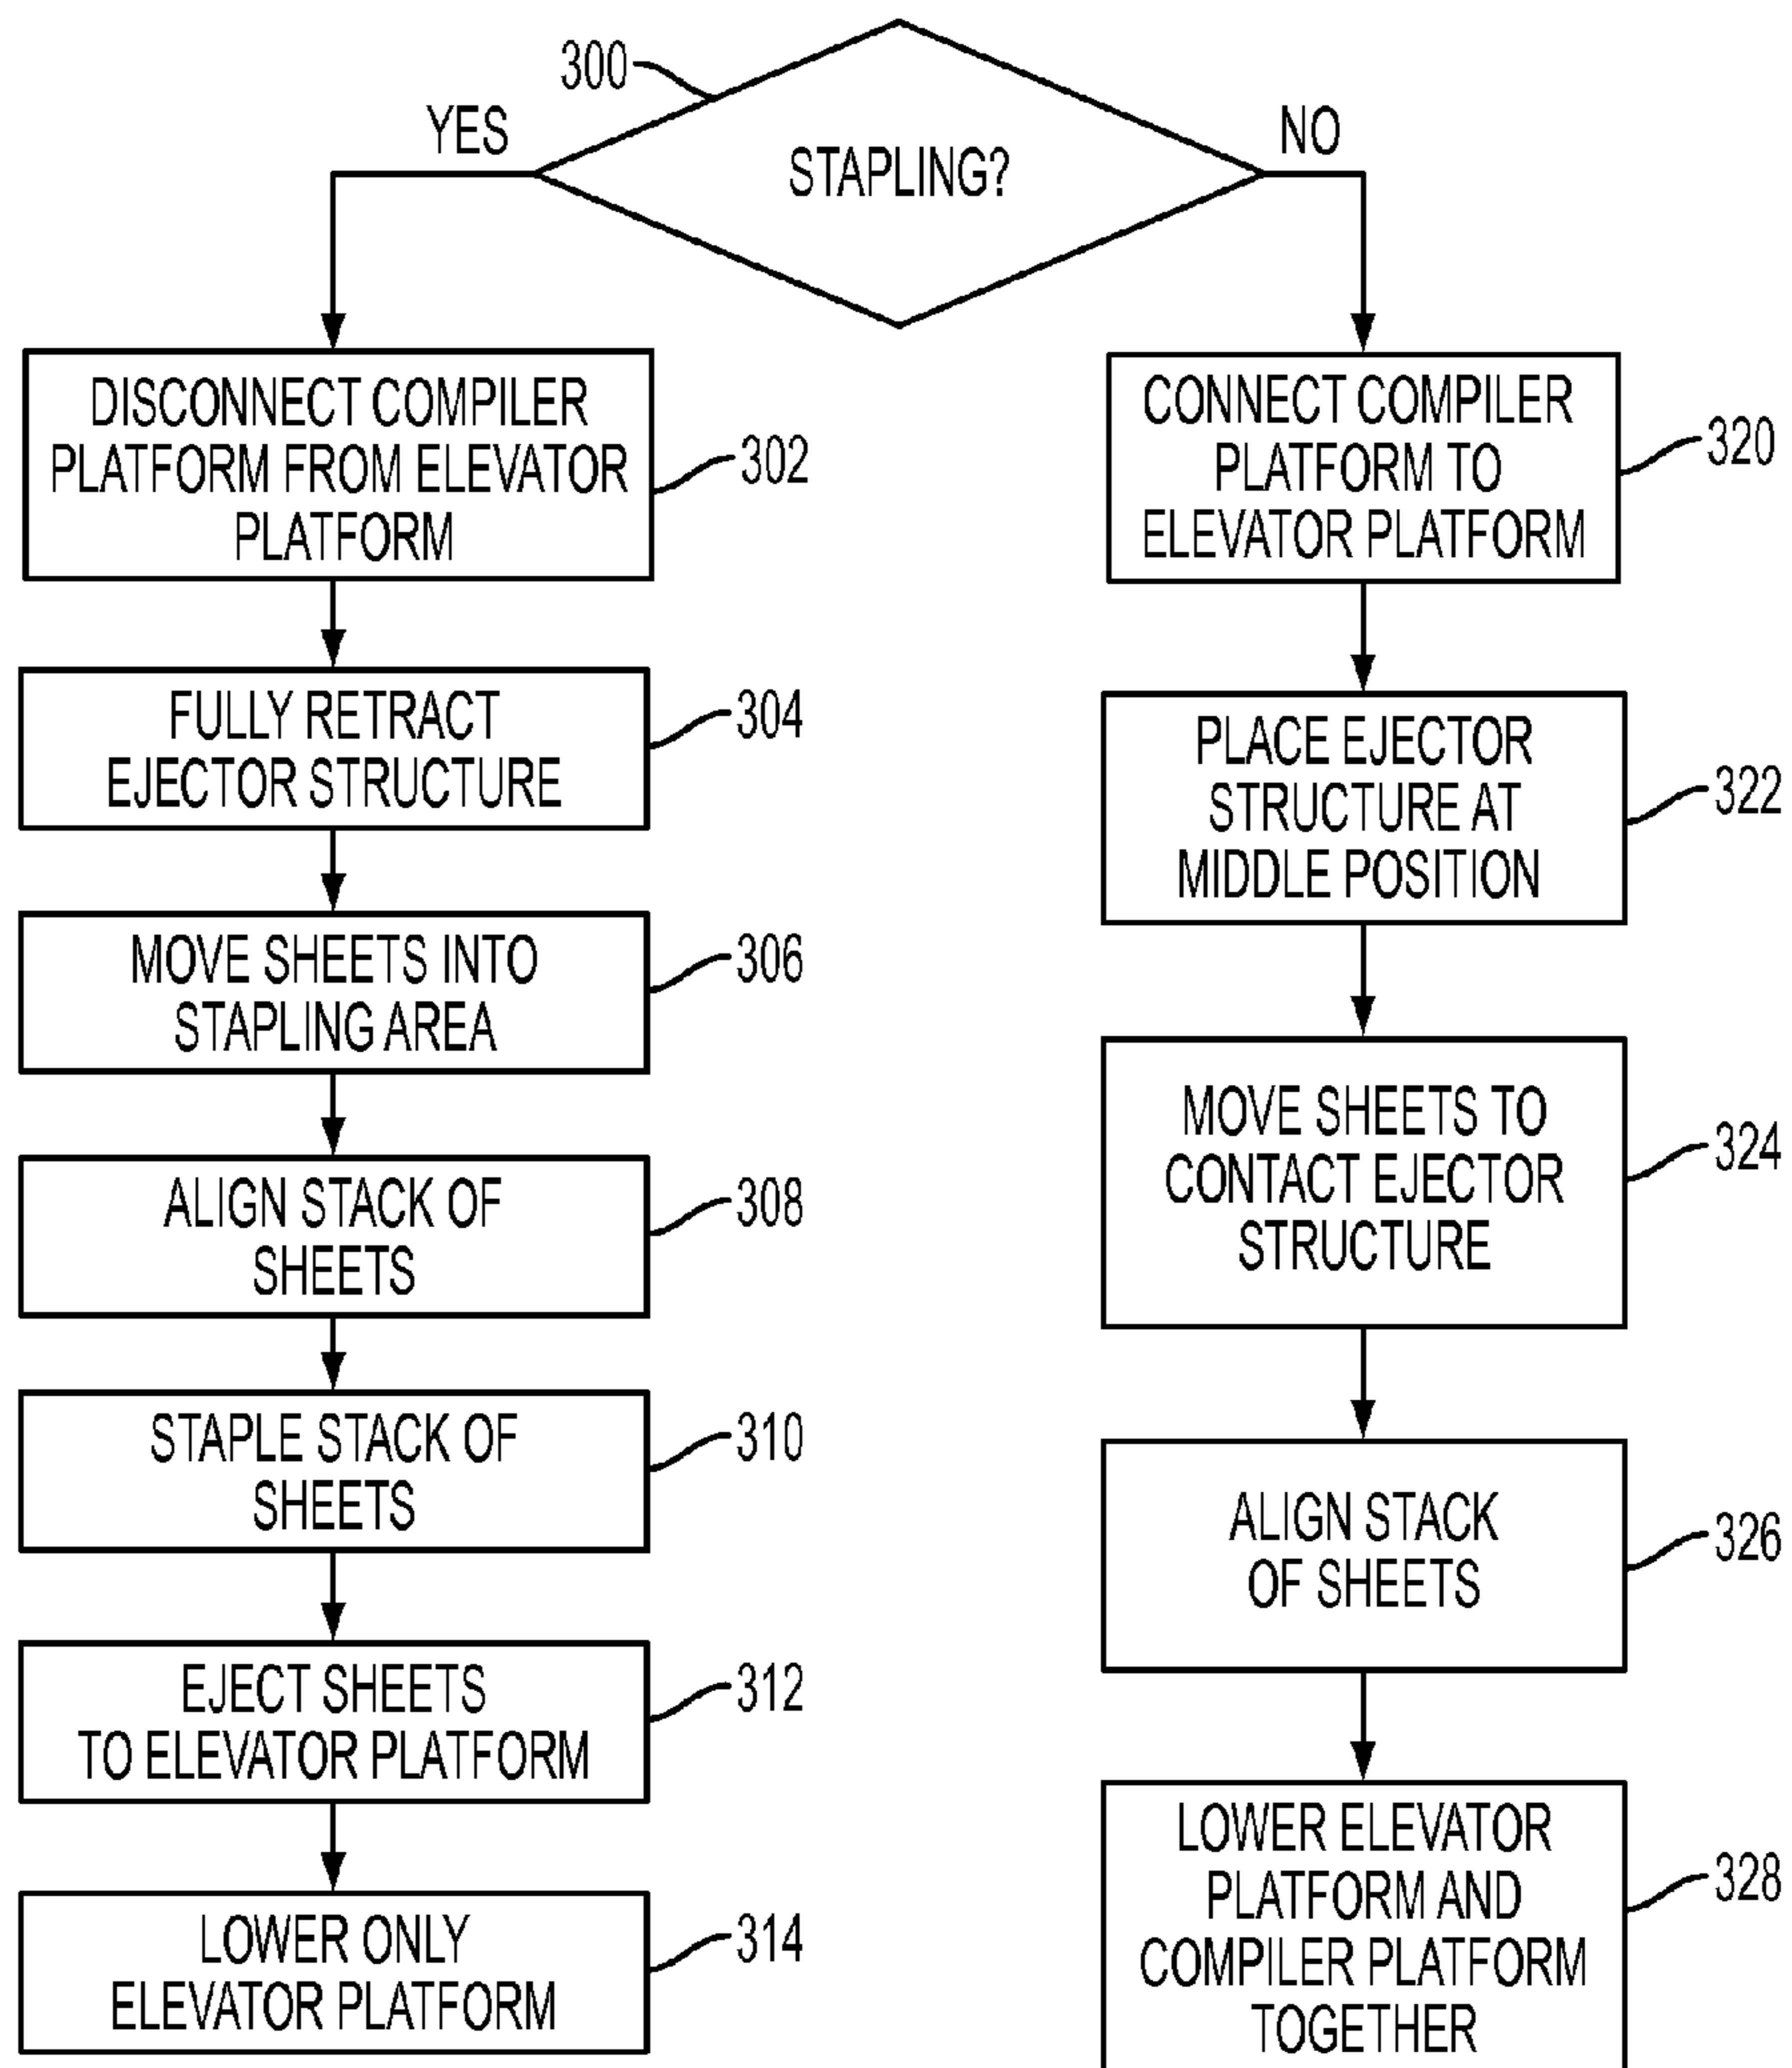 300
YES
STAPLING?
NO
DISCONNECT COMPILER
PLATFORM FROM ELEVATOR
PLATFORM
302
FULLY RETRACT
EJECTOR STRUCTURE
304
MOVE SHEETS INTO
STAPLING AREA
306
ALIGN STACK OF
SHEETS
308
STAPLE STACK OF
SHEETS
310
EJECT SHEETS
TO ELEVATOR PLATFORM
312
LOWER ONLY
ELEVATOR PLATFORM
314
CONNECT COMPILER
PLATFORM TO
ELEVATOR PLATFORM
320
PLACE EJECTOR
STRUCTURE AT
MIDDLE POSITION
322
MOVE SHEETS TO
CONTACT EJECTOR
STRUCTURE
324
ALIGN STACK
OF SHEETS
326
LOWER ELEVATOR
PLATFORM AND
COMPILER PLATFORM
TOGETHER
328